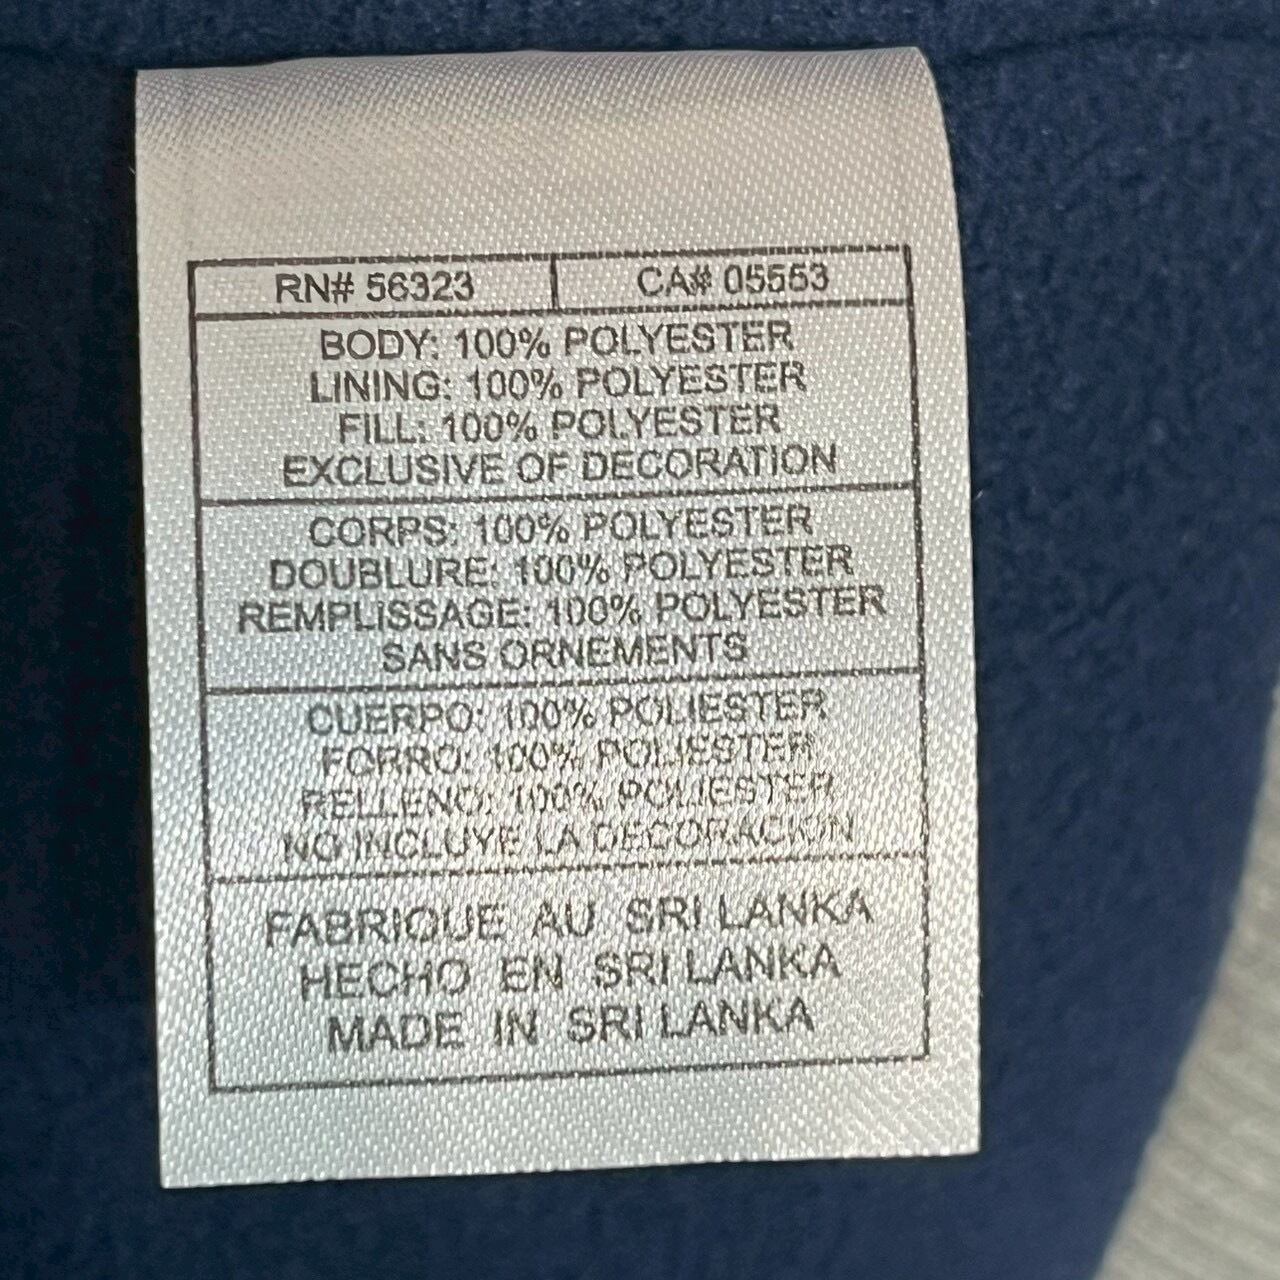 RN# 56323 CA# 05553
BODY: 100% POLYESTER
LINING: 100% POLYESTER
FILL: 100% POLYESTER
EXCLUSIVE OF DECORATION
CORPS: 100% POLYESTER
DOUBLURE: 100% POLYESTER
REMPLISSAGE: 100% POLYESTER
SANS ORNEMENTS
CUERPO: 100% POLIESTER
FORRO: 100% POLIESTER
RELLENO: 100% POLIESTER
NO INCLUYE LA DECORACION
FABRIQUE AU SRI LANKA
HECHO EN SRI LANKA
MADE IN SRI LANKA